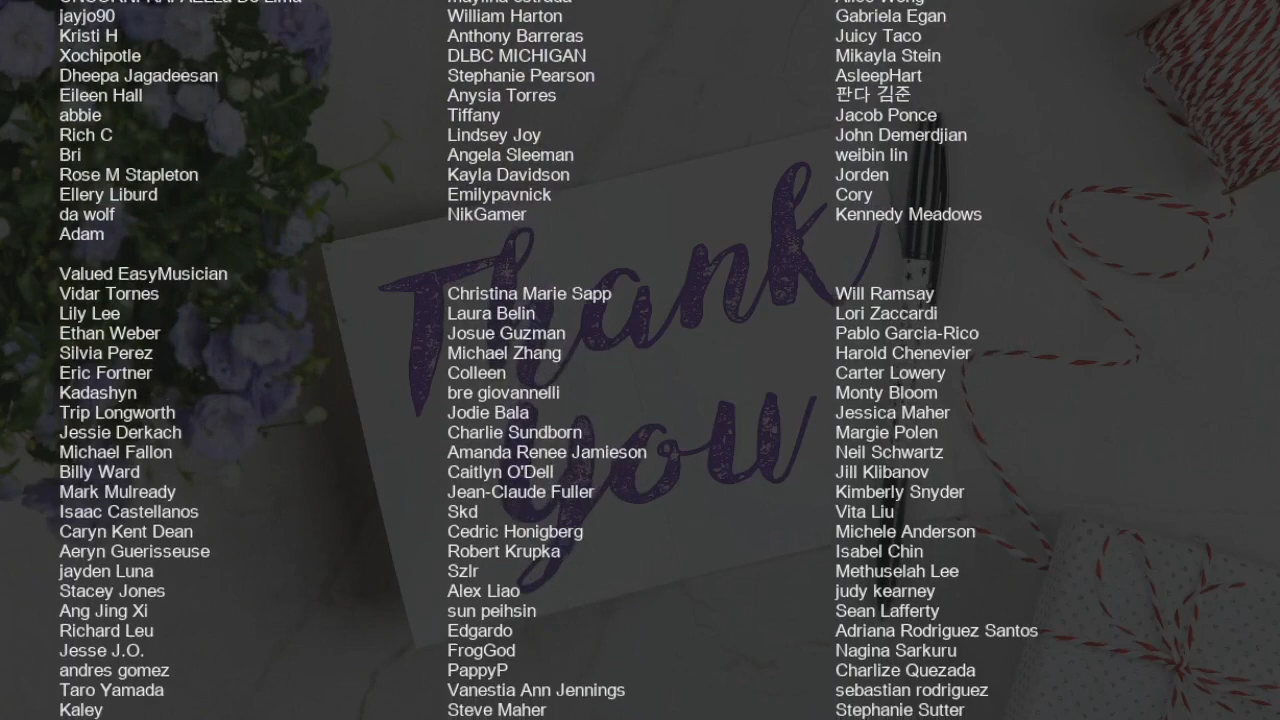 jayjo90
Kristi H
Xochipotle
Dheepa Jagadeesan
Eileen Hall
abbie
Rich C
Bri
Rose M Stapleton
Ellery Liburd
da wolf
Adam
William Harton
Anthony Barreras
DLBC MICHIGAN
Stephanie Pearson
Anysia Torres
Tiffany
Lindsey Joy
Angela Sleeman
Kayla Davidson
Emilypavnick
NikGamer
Gabriela Egan
Juicy Taco
Mikayla Stein
AsleepHart
판다 김준
Jacob Ponce
John Demerdjian
weibin lin
Jorden
Cory
Kennedy Meadows
Valued EasyMusician
Vidar Tornes
Lily Lee
Ethan Weber
Silvia Perez
Eric Fortner
Kadashyn
Trip Longworth
Jessie Derkach
Michael Fallon
Billy Ward
Mark Mulready
Isaac Castellanos
Caryn Kent Dean
Aeryn Guerisseuse
jayden Luna
Stacey Jones
Ang Jing Xi
Richard Leu
Jesse J.O.
andres gomez
Taro Yamada
Kaley
Christina Marie Sapp
Laura Belin
Josue Guzman
Michael Zhang
Colleen
bre giovannelli
Jodie Bala
Charlie Sundborn
Amanda Renee Jamieson
Caitlyn O'Dell
Jean-Claude Fuller
Skd
Cedric Honigberg
Robert Krupka
Szlr
Alex Liao
sun peihsin
Edgardo
FrogGod
PappyP
Vanestia Ann Jennings
Steve Maher
Will Ramsay
Lori Zaccardi
Pablo Garcia-Rico
Harold Chenevier
Carter Lowery
Monty Bloom
Jessica Maher
Margie Polen
Neil Schwartz
Jill Klibanov
Kimberly Snyder
Vita Liu
Michele Anderson
Isabel Chin
Methuselah Lee
judy kearney
Sean Lafferty
Adriana Rodriguez Santos
Nagina Sarkuru
Charlize Quezada
sebastian rodriguez
Stephanie Sutter
Thank
you